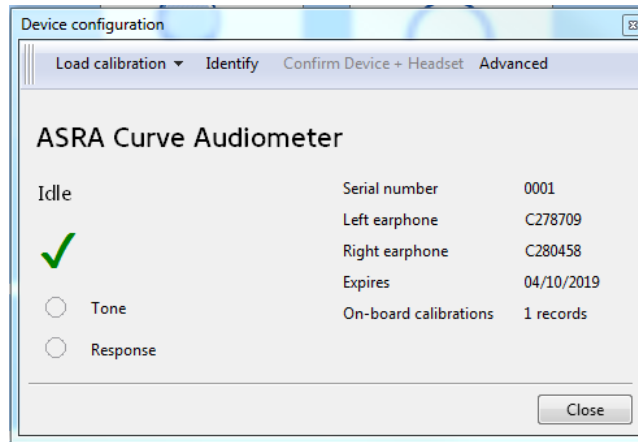 Device configuration
Load calibration Identify Confirm Device + Headset Advanced
ASRA Curve Audiometer
Idle
Serial number 0001
Left earphone C278709
Right earphone C280458
Expires 04/10/2019
On-board calibrations 1 records
Tone
Response
Close